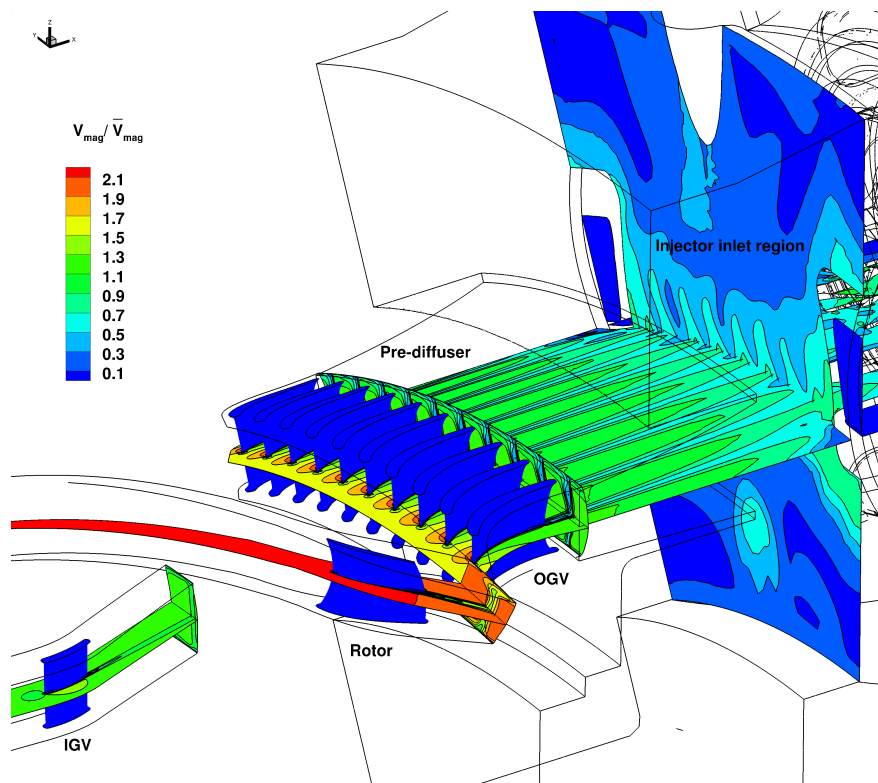 Z
Y
X
V_mag / V̅_mag
2.1
1.9
1.7
1.5
1.3
1.1
0.9
0.7
0.5
0.3
0.1
Injector inlet region
Pre-diffuser
OGV
Rotor
IGV